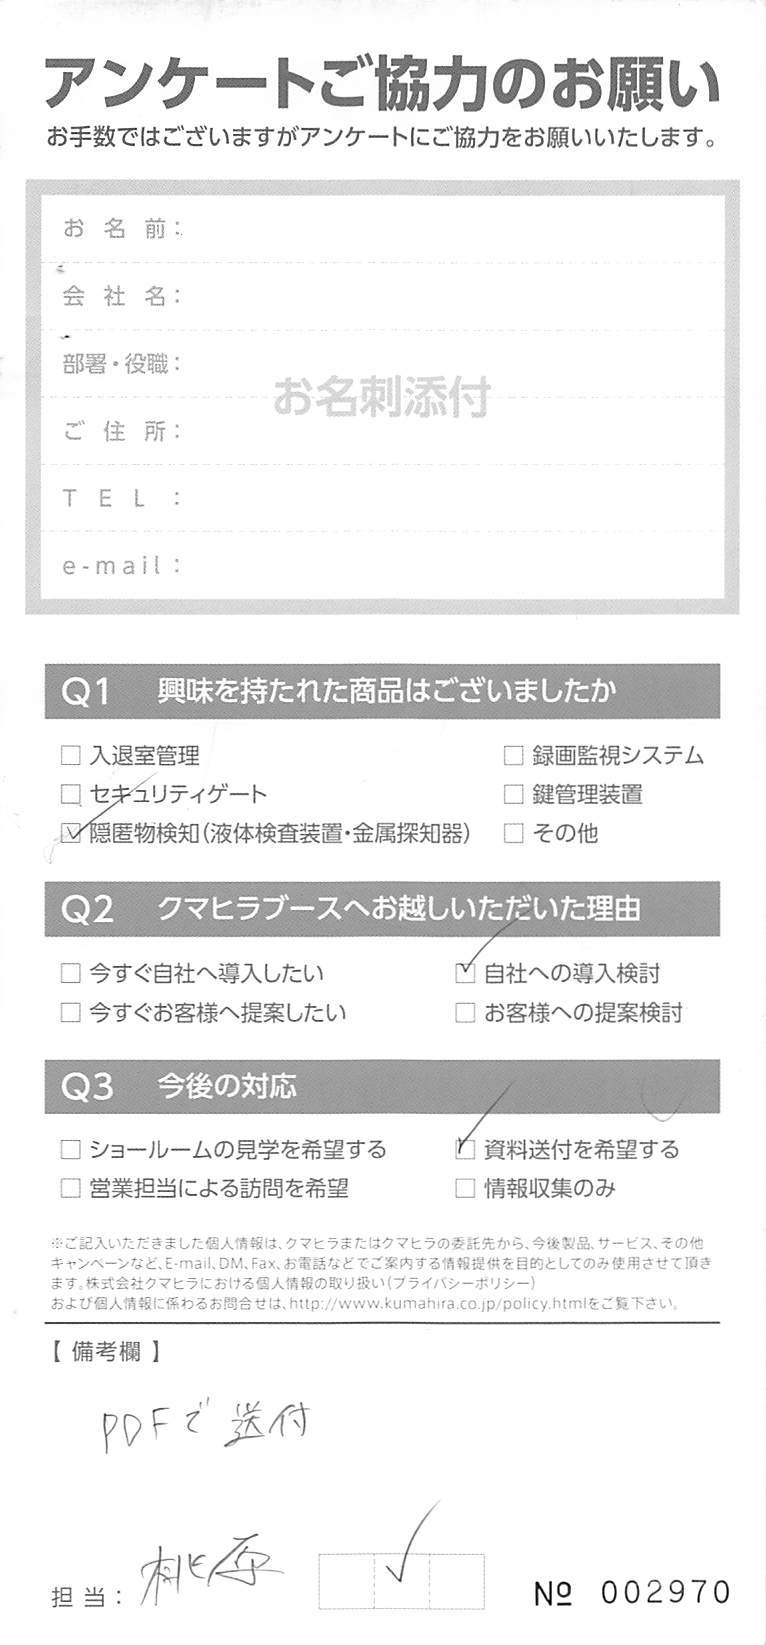 アンケートご協力のお願い
お手数ではございますがアンケートにご協力をお願いいたします。
お名前：
会社名：
部署・役職：
お名刺添付
ご住所：
TEL：
e-mail：
Q1 興味を持たれた商品はございましたか
□ 入退室管理 □ 録画監視システム
□ セキュリティゲート □ 鍵管理装置
☑ 隠匿物検知（液体検査装置・金属探知器） □ その他
Q2 クマヒラブースへお越しいただいた理由
□ 今すぐ自社へ導入したい ☑ 自社への導入検討
□ 今すぐお客様へ提案したい □ お客様への提案検討
Q3 今後の対応
□ ショールームの見学を希望する ☑ 資料送付を希望する
□ 営業担当による訪問を希望 □ 情報収集のみ
※ご記入いただきました個人情報は、クマヒラまたはクマヒラの委託先から、今後製品、サービス、その他
キャンペーンなど、E-mail、DM、Fax、お電話などでご案内する情報提供を目的としてのみ使用させて頂き
ます。株式会社クマヒラにおける個人情報の取り扱い（プライバシーポリシー）
および個人情報に係わるお問合せは、http://www.kumahira.co.jp/policy.htmlをご覧下さい。
【 備考欄 】
PDFで送付
担当：桃原 ✓ № 002970